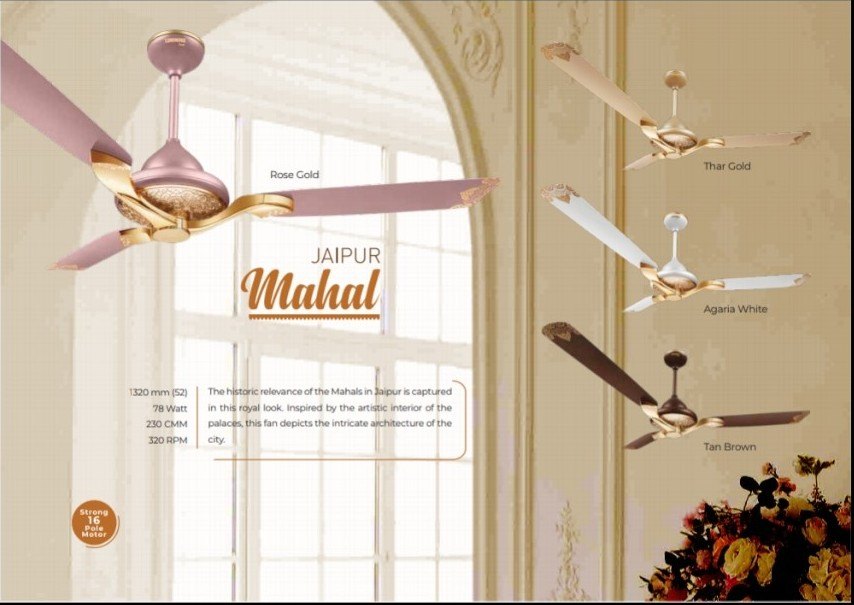 LUMINOUS
Rose Gold
JAIPUR
Mahal
1320 mm (52)
78 Watt
230 CMM
320 RPM
The historic relevance of the Mahals in Jaipur is captured
in this royal look. Inspired by the artistic interior of the
palaces, this fan depicts the intricate architecture of the
city.
Strong
16
Pole
Motor
Thar Gold
Agaria White
Tan Brown